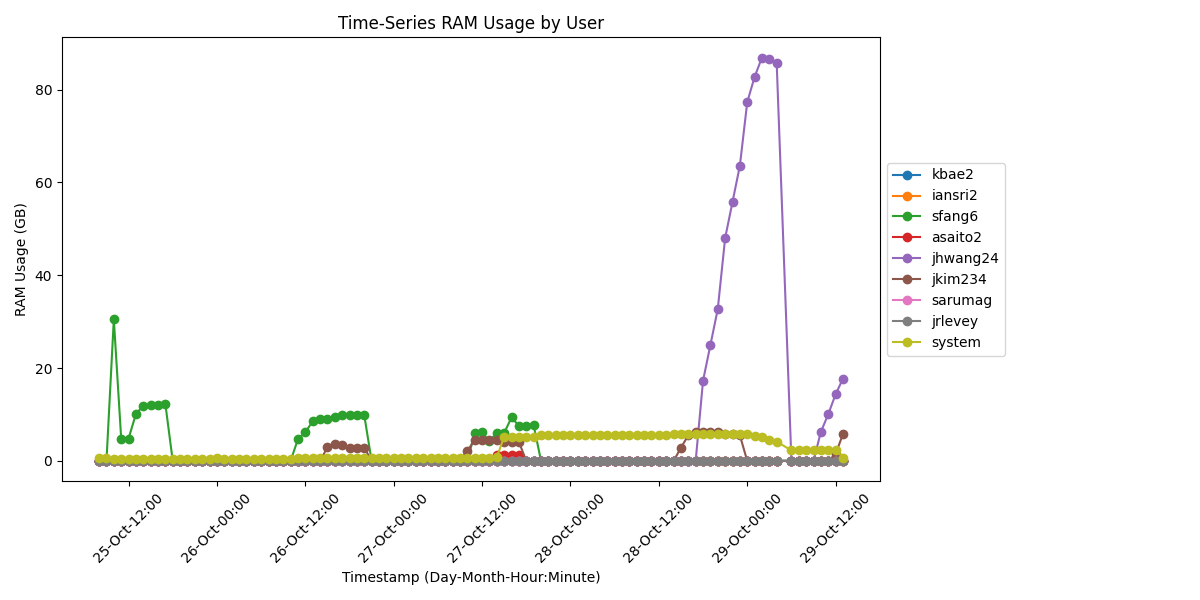 Time-Series RAM Usage by User
RAM Usage (GB)
80
60
40
20
0
25-Oct-12:00
26-Oct-00:00
26-Oct-12:00
27-Oct-00:00
27-Oct-12:00
28-Oct-00:00
28-Oct-12:00
29-Oct-00:00
29-Oct-12:00
Timestamp (Day-Month-Hour:Minute)
kbae2
iansri2
sfang6
asaito2
jhwang24
jkim234
sarumag
jrlevey
system